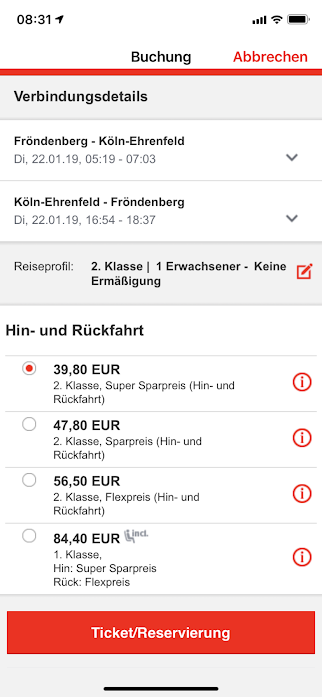 08:31
Buchung
Abbrechen
Verbindungsdetails
Fröndenberg - Köln-Ehrenfeld
Di, 22.01.19, 05:19 - 07:03
Köln-Ehrenfeld - Fröndenberg
Di, 22.01.19, 16:54 - 18:37
Reiseprofil: 2. Klasse | 1 Erwachsener - Keine
Ermäßigung
Hin- und Rückfahrt
39,80 EUR
2. Klasse, Super Sparpreis (Hin- und
Rückfahrt)
47,80 EUR
2. Klasse, Sparpreis (Hin- und
Rückfahrt)
56,50 EUR
2. Klasse, Flexpreis (Hin- und
Rückfahrt)
84,40 EUR incl.
1. Klasse,
Hin: Super Sparpreis
Rück: Flexpreis
Ticket/Reservierung